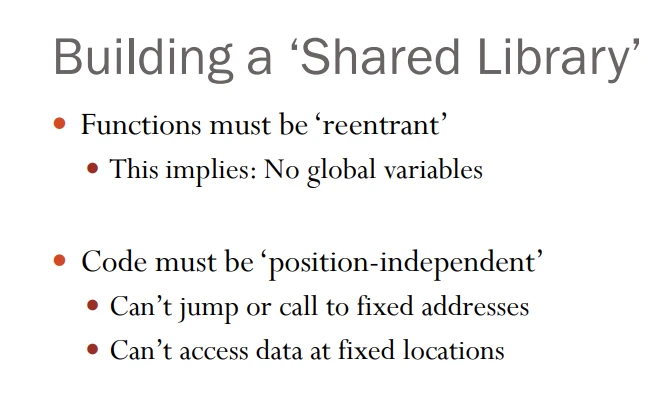 Building a ‘Shared Library’
• Functions must be ‘reentrant’
• This implies: No global variables
• Code must be ‘position-independent’
• Can’t jump or call to fixed addresses
• Can’t access data at fixed locations